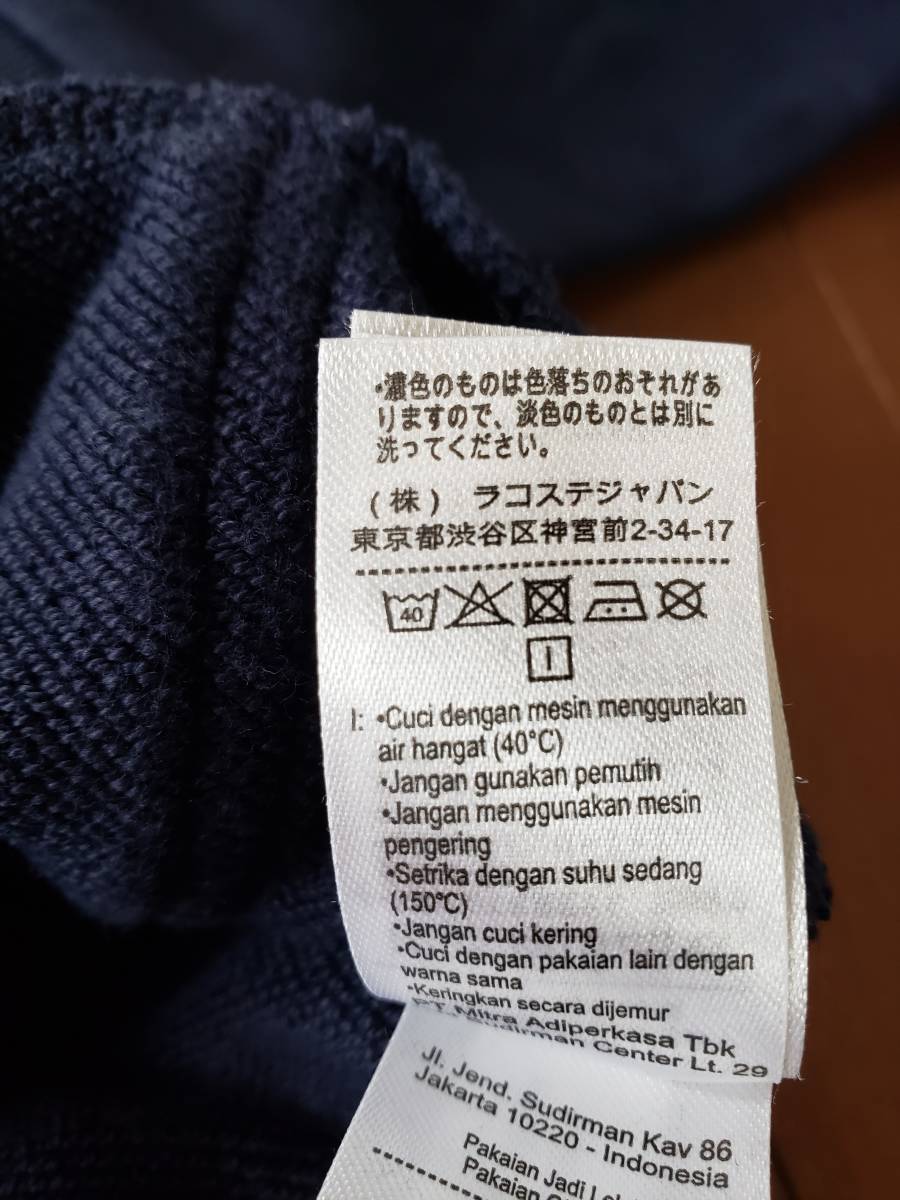 •濃色のものは色落ちのおそれがあ
りますので、淡色のものとは別に
洗ってください。
(株) ラコステジャパン
東京都渋谷区神宮前2-34-17
40
I
I: •Cuci dengan mesin menggunakan
air hangat (40°C)
•Jangan gunakan pemutih
•Jangan menggunakan mesin
pengering
•Setrika dengan suhu sedang
(150°C)
•Jangan cuci kering
•Cuci dengan pakaian lain dengan
warna sama
•Keringkan secara dijemur
PT Mitra Adiperkasa Tbk
Sudirman Center Lt. 29
Jl. Jend. Sudirman Kav 86
Jakarta 10220 - Indonesia
Pakaian Jadi
Pakaian